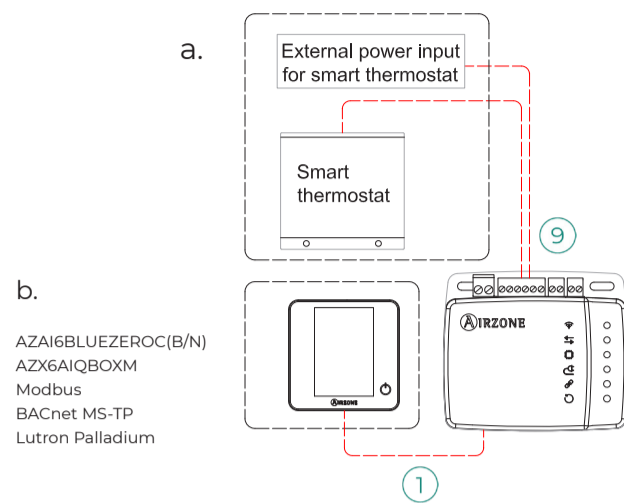 a.
External power input
for smart thermostat
Smart
thermostat
9
b.
AZAI6BLUEZEROC(B/N)
AZX6AIQBOXM
Modbus
BACnet MS-TP
Lutron Palladium
AIRZONE
AIRZONE
1